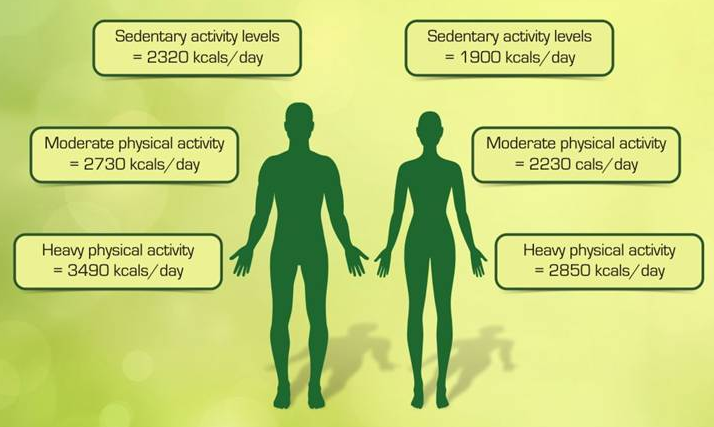 Sedentary activity levels
= 2320 kcals/day
Sedentary activity levels
= 1900 kcals/day
Moderate physical activity
= 2730 kcals/day
Moderate physical activity
= 2230 cals/day
Heavy physical activity
= 3490 kcals/day
Heavy physical activity
= 2850 kcals/day